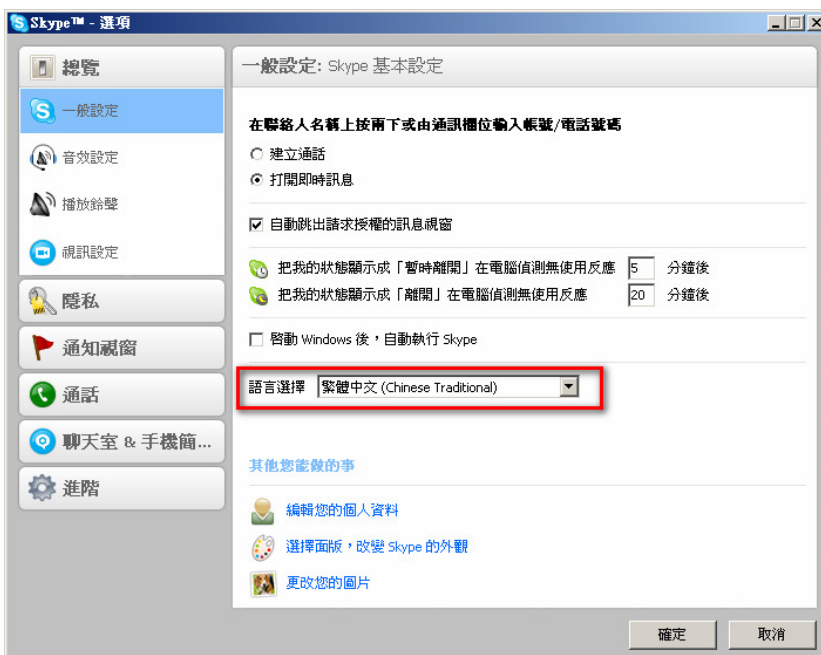 Skype™ - 選項
總覽
一般設定
音效設定
播放鈴聲
視訊設定
隱私
通知視窗
通話
聊天室 & 手機簡...
進階
一般設定: Skype 基本設定
在聯絡人名稱上按兩下或由通訊欄位輸入帳號/電話號碼
建立通話
打開即時訊息
自動跳出請求授權的訊息視窗
把我的狀態顯示成「暫時離開」在電腦偵測無使用反應 5 分鐘後
把我的狀態顯示成「離開」在電腦偵測無使用反應 20 分鐘後
啓動 Windows 後，自動執行 Skype
語言選擇 繁體中文 (Chinese Traditional)
其他您能做的事
編輯您的個人資料
選擇面版，改變 Skype 的外觀
更改您的圖片
確定 取消